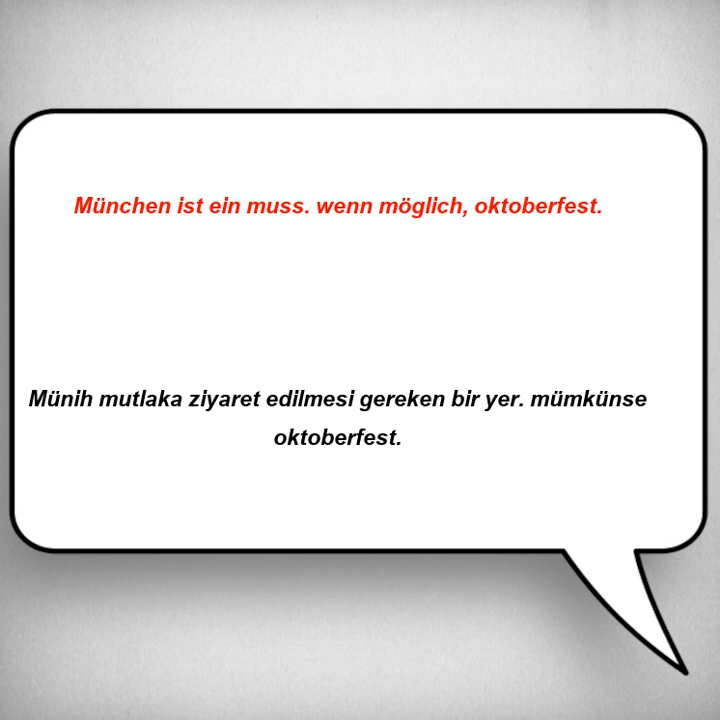 München ist ein muss. wenn möglich, oktoberfest.
Münih mutlaka ziyaret edilmesi gereken bir yer. mümkünse
oktoberfest.